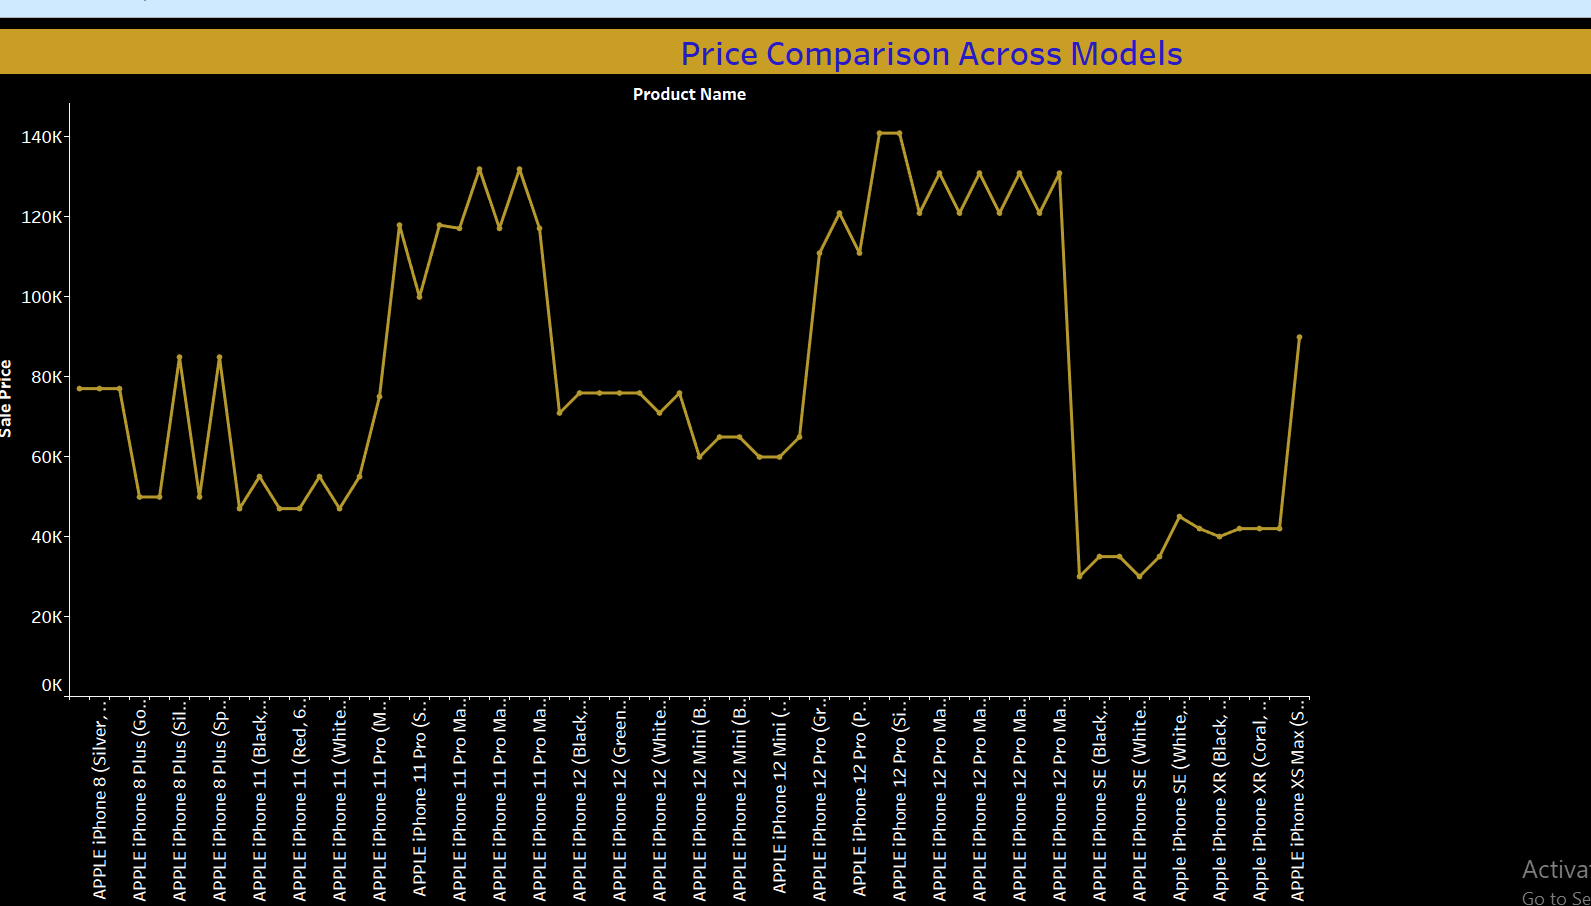 Price Comparison Across Models
Product Name
Sale Price
140K
120K
100K
80K
60K
40K
20K
0K
APPLE iPhone 8 (Silver, ..
APPLE iPhone 8 Plus (Go..
APPLE iPhone 8 Plus (Sil..
APPLE iPhone 8 Plus (Sp..
APPLE iPhone 11 (Black,..
APPLE iPhone 11 (Red, 6..
APPLE iPhone 11 (White..
APPLE iPhone 11 Pro (M..
APPLE iPhone 11 Pro (S..
APPLE iPhone 11 Pro Ma..
APPLE iPhone 11 Pro Ma..
APPLE iPhone 11 Pro Ma..
APPLE iPhone 12 (Black,..
APPLE iPhone 12 (Green..
APPLE iPhone 12 (White..
APPLE iPhone 12 Mini (B..
APPLE iPhone 12 Mini (B..
APPLE iPhone 12 Mini (..
APPLE iPhone 12 Pro (Gr..
APPLE iPhone 12 Pro (P..
APPLE iPhone 12 Pro (Si..
APPLE iPhone 12 Pro Ma..
APPLE iPhone 12 Pro Ma..
APPLE iPhone 12 Pro Ma..
APPLE iPhone 12 Pro Ma..
APPLE iPhone SE (Black,..
APPLE iPhone SE (White..
Apple iPhone SE (White,..
Apple iPhone XR (Black, ..
Apple iPhone XR (Coral, ..
APPLE iPhone XS Max (S..
Activa
Go to Se